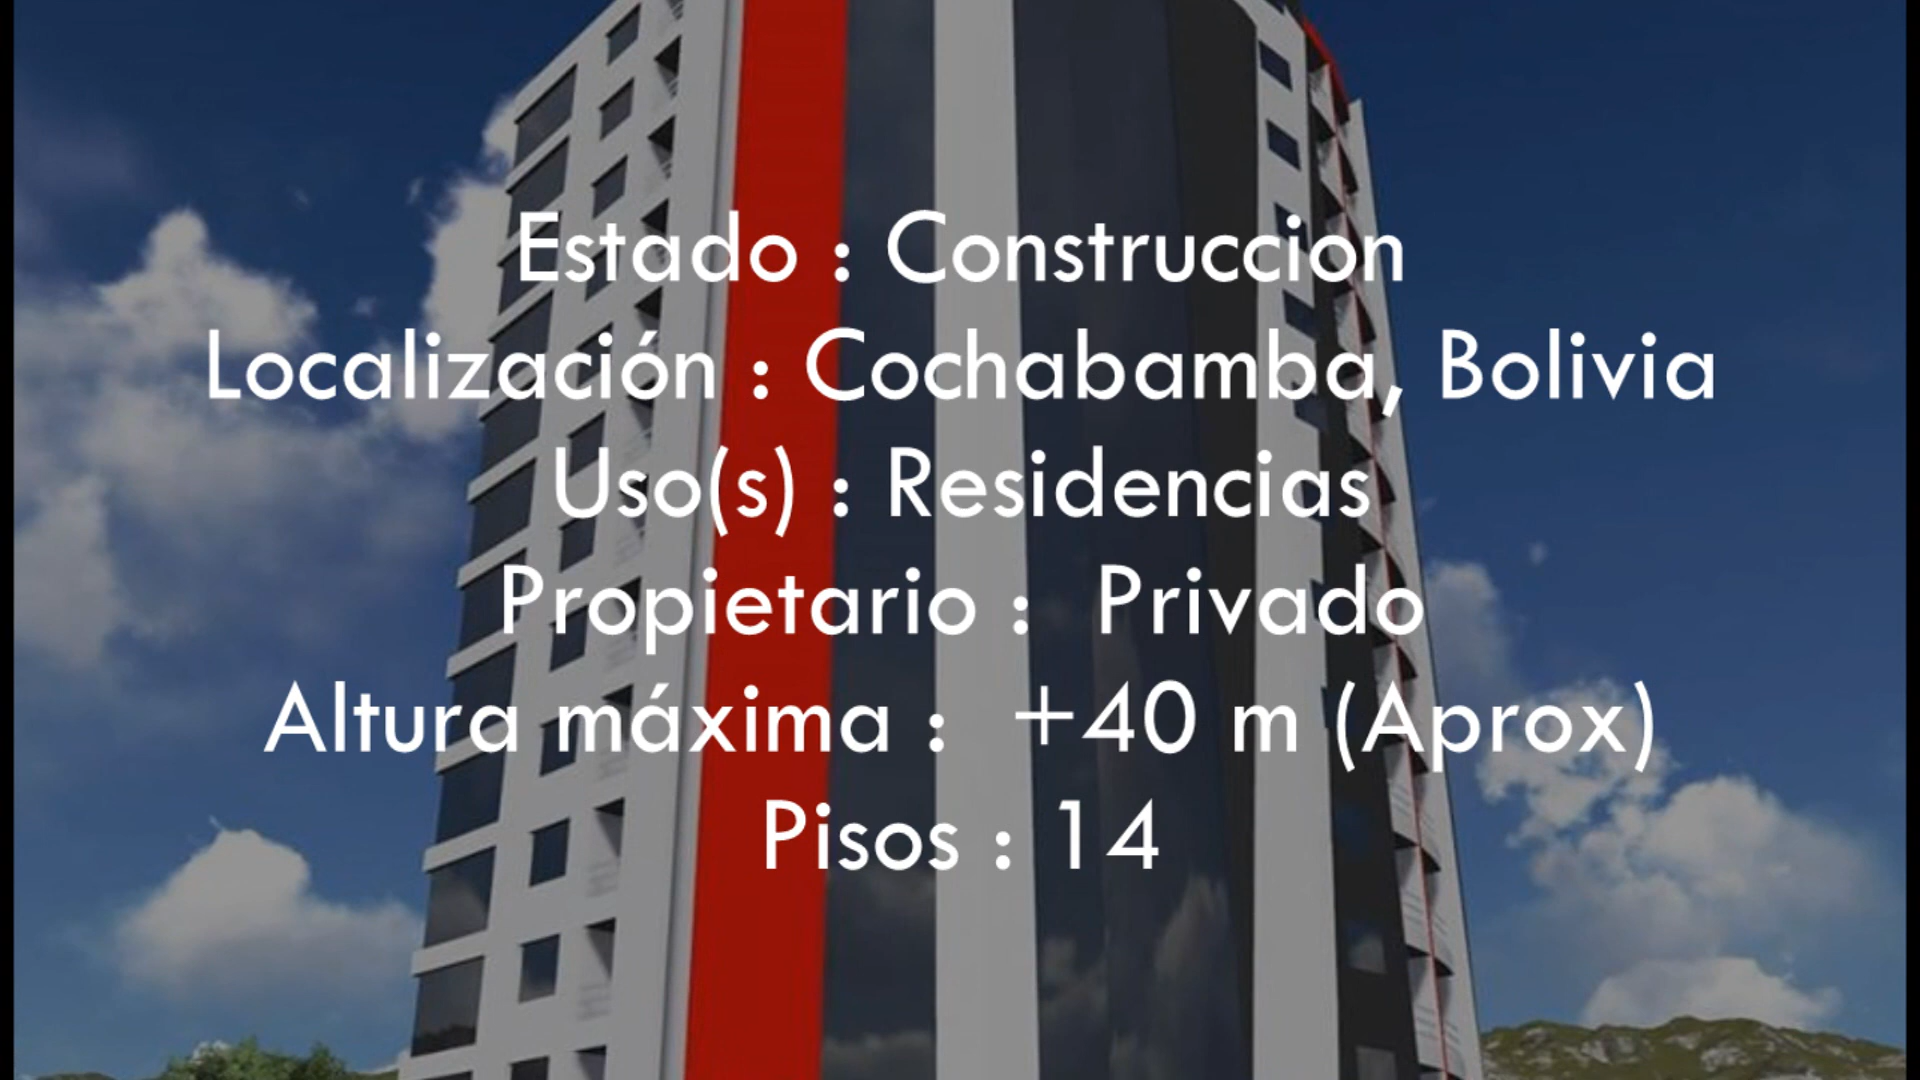 Estado : Construccion
Localización : Cochabamba, Bolivia
Uso(s) : Residencias
Propietario :  Privado
Altura máxima :  +40 m (Aprox)
Pisos : 14